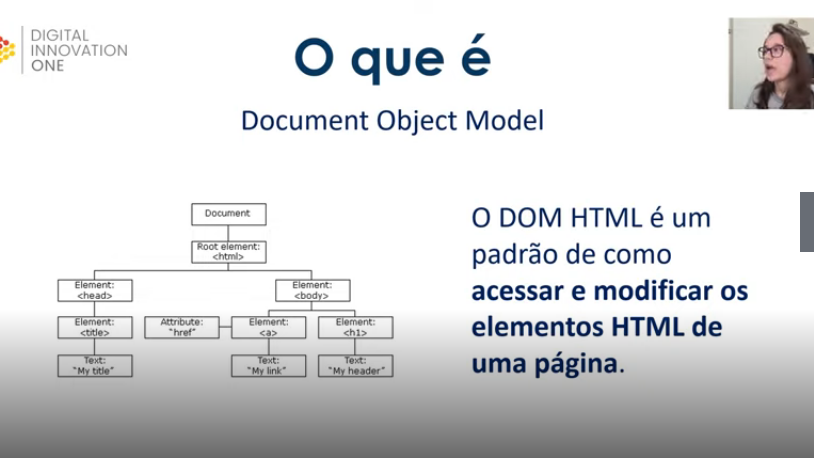 DIGITAL
INNOVATION
ONE
O que é
Document Object Model
Document
Root element:
<html>
Element:
<head>
Element:
<body>
Element:
<title>
Attribute:
"href"
Element:
<a>
Element:
<h1>
Text:
"My title"
Text:
"My link"
Text:
"My header"
O DOM HTML é um
padrão de como
acessar e modificar os
elementos HTML de
uma página.